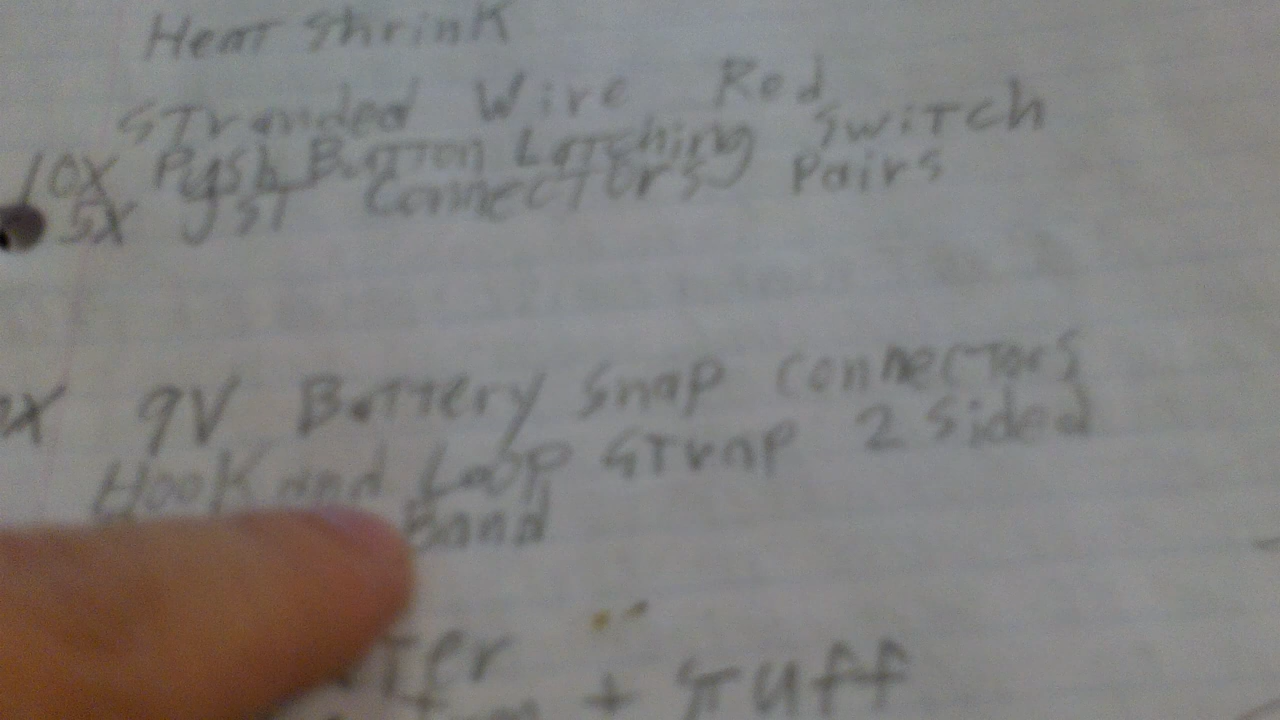 Heat Shrink
Stranded Wire Red
10X Push Button Latching Switch
5X JST Connectors Pairs
X 9V Battery Snap Connectors
Hook and Loop Strap 2 Sided
Band
ter
+ Stuff